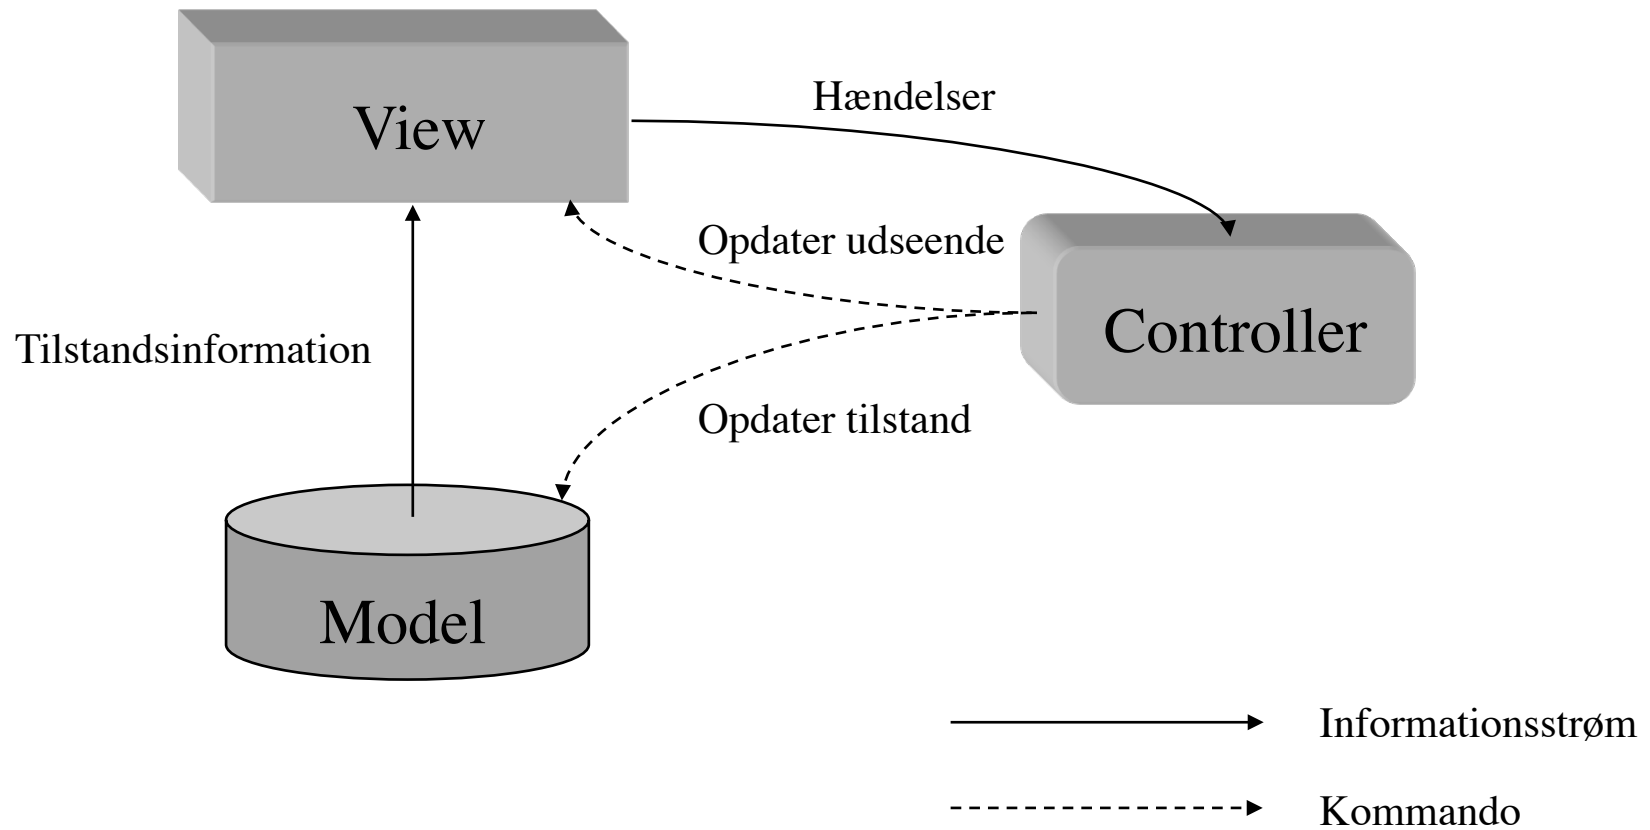 View
Hændelser
Opdater udseende
Controller
Tilstandsinformation
Opdater tilstand
Model
Informationsstrøm
Kommando